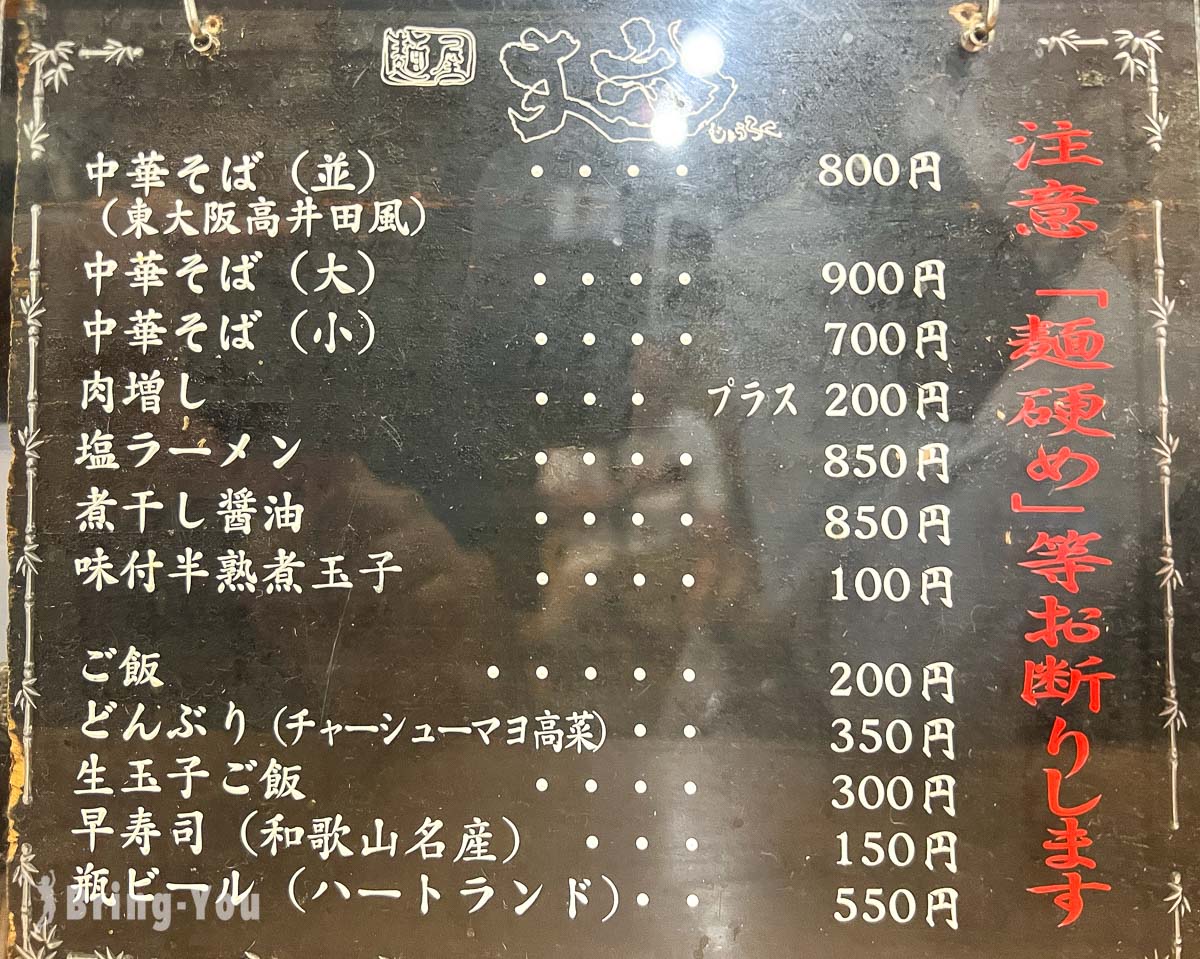 麺屋 丈六
じょうろく
中華そば（並） ・・・・ 800円
（東大阪高井田風）
中華そば（大） ・・・・ 900円
中華そば（小） ・・・・ 700円
肉増し ・・・ プラス 200円
塩ラーメン ・・・・ 850円
煮干し醤油 ・・・・ 850円
味付半熟煮玉子 ・・・・ 100円
ご飯 ・・・・・ 200円
どんぶり（チャーシューマヨ高菜）・・ 350円
生玉子ご飯 ・・・・ 300円
早寿司（和歌山名産） ・・・ 150円
瓶ビール（ハートランド）・・ 550円
注意「麺硬め」等お断りします
Bring-You